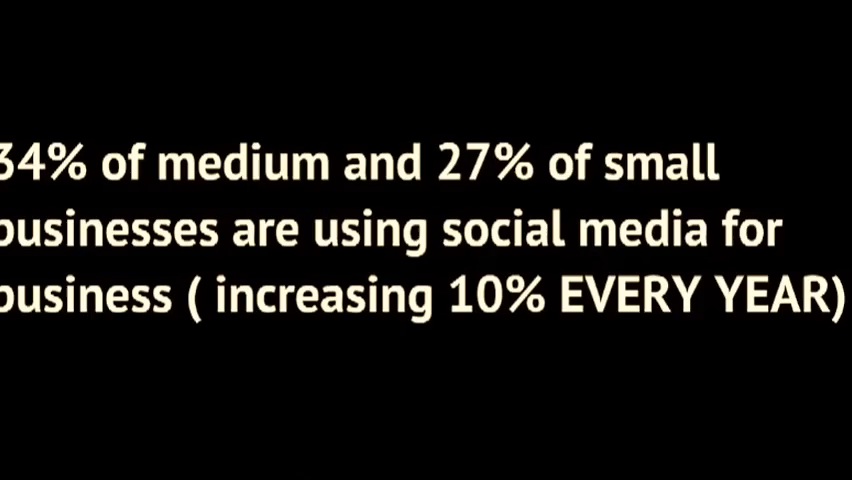 34% of medium and 27% of small
businesses are using social media for
business ( increasing 10% EVERY YEAR)